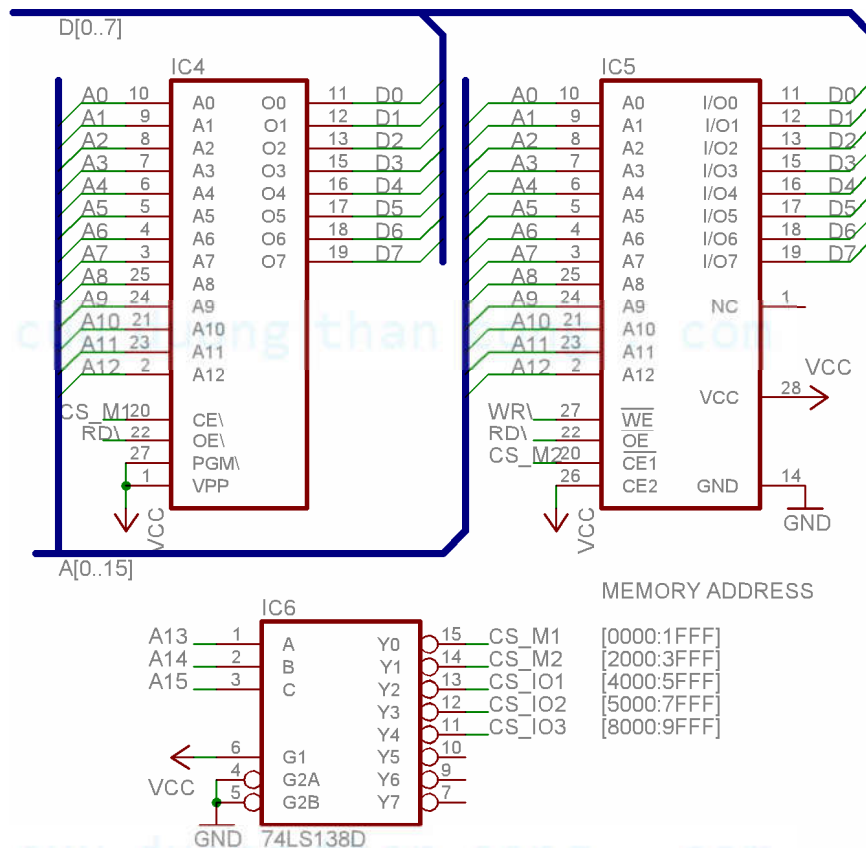 D[0..7]
IC4
A0 10 A0 O0 11 D0
A1 9 A1 O1 12 D1
A2 8 A2 O2 13 D2
A3 7 A3 O3 15 D3
A4 6 A4 O4 16 D4
A5 5 A5 O5 17 D5
A6 4 A6 O6 18 D6
A7 3 A7 O7 19 D7
A8 25 A8
A9 24 A9
A10 21 A10
A11 23 A11
A12 2 A12
CS_M1 20 CE\
RD\ 22 OE\
27 PGM\
1 VPP
VCC
IC5
A0 10 A0 I/O0 11 D0
A1 9 A1 I/O1 12 D1
A2 8 A2 I/O2 13 D2
A3 7 A3 I/O3 15 D3
A4 6 A4 I/O4 16 D4
A5 5 A5 I/O5 17 D5
A6 4 A6 I/O6 18 D6
A7 3 A7 I/O7 19 D7
A8 25 A8
A9 24 A9 NC 1
A10 21 A10
A11 23 A11
A12 2 A12
VCC 28 VCC
WR\ 27 WE
RD\ 22 OE
CS_M2 20 CE1
26 CE2 GND 14
VCC
GND
cuu duong than cong . com
A[0..15]
MEMORY ADDRESS
IC6
A13 1 A Y0 15 CS_M1 [0000:1FFF]
A14 2 B Y1 14 CS_M2 [2000:3FFF]
A15 3 C Y2 13 CS_IO1 [4000:5FFF]
Y3 12 CS_IO2 [5000:7FFF]
Y4 11 CS_IO3 [8000:9FFF]
VCC 6 G1 Y5 10
4 G2A Y6 9
5 G2B Y7 7
GND 74LS138D